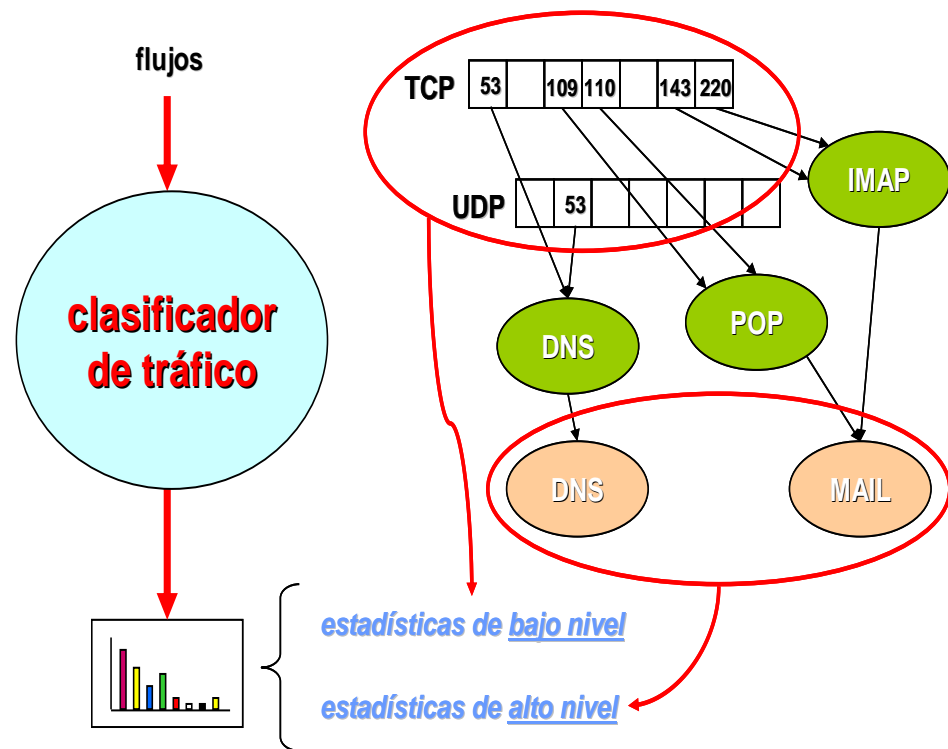 flujos
TCP 53 109 110 143 220
IMAP
UDP 53
clasificador
de tráfico
DNS
POP
DNS
MAIL
estadísticas de bajo nivel
estadísticas de alto nivel